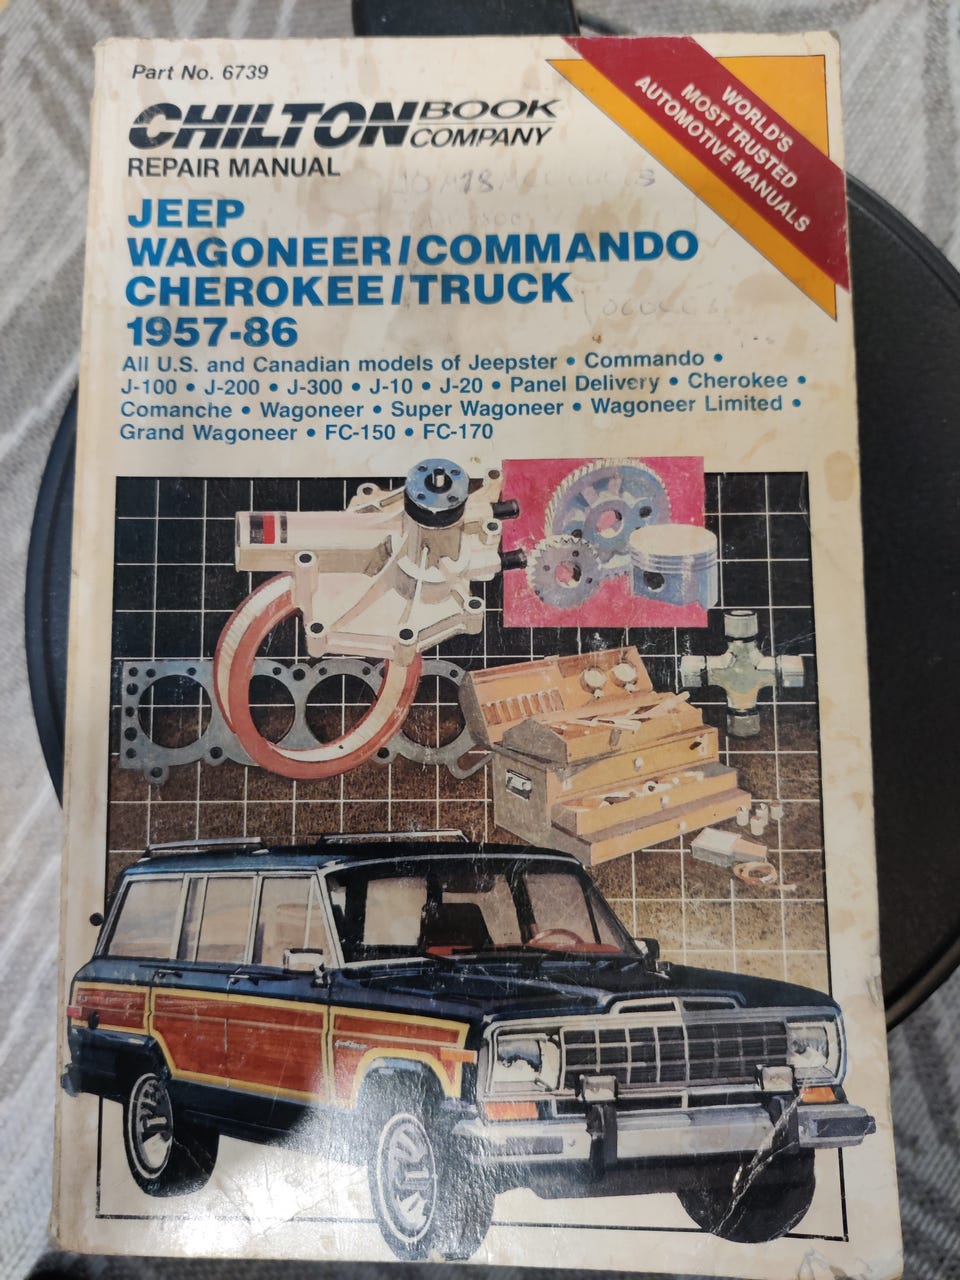 Part No. 6739
CHILTON BOOK COMPANY
REPAIR MANUAL
WORLD'S
MOST TRUSTED
AUTOMOTIVE MANUALS
JEEP
WAGONEER/COMMANDO
CHEROKEE/TRUCK
1957-86
All U.S. and Canadian models of Jeepster • Commando •
J-100 • J-200 • J-300 • J-10 • J-20 • Panel Delivery • Cherokee •
Comanche • Wagoneer • Super Wagoneer • Wagoneer Limited •
Grand Wagoneer • FC-150 • FC-170